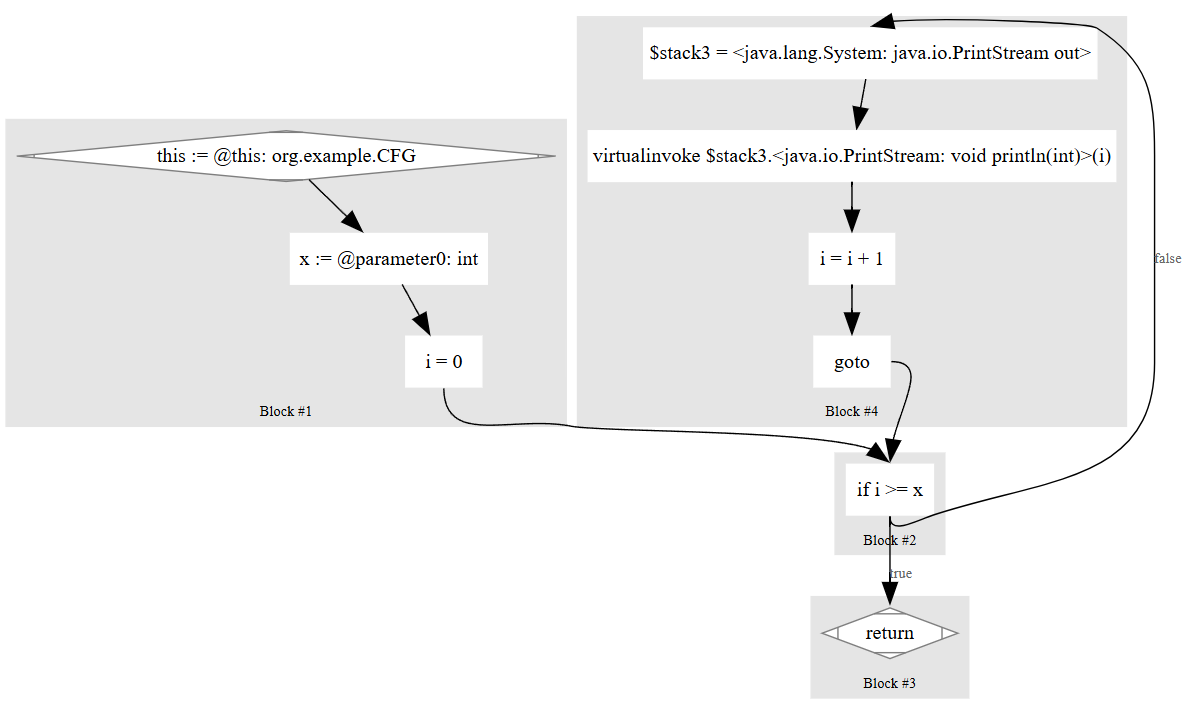 this := @this: org.example.CFG
x := @parameter0: int
i = 0
Block #1
$stack3 = <java.lang.System: java.io.PrintStream out>
virtualinvoke $stack3.<java.io.PrintStream: void println(int)>(i)
i = i + 1
goto
Block #4
false
if i >= x
Block #2
true
return
Block #3